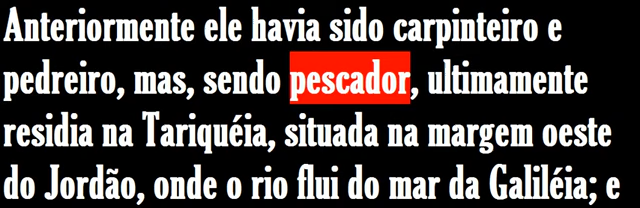 Anteriormente ele havia sido carpinteiro e
pedreiro, mas, sendo pescador, ultimamente
residia na Tariquéia, situada na margem oeste
do Jordão, onde o rio flui do mar da Galiléia; e